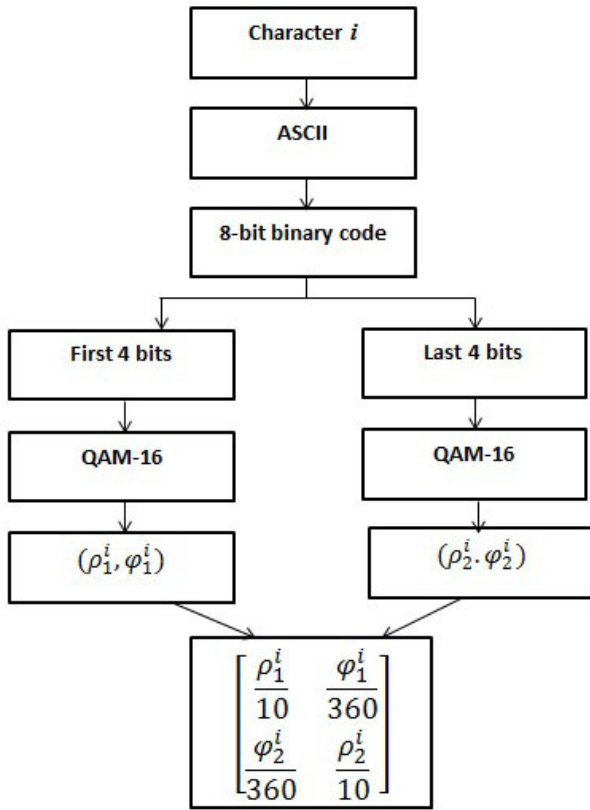 Character i
ASCII
8-bit binary code
First 4 bits
Last 4 bits
QAM-16
QAM-16
(ρ₁ⁱ, φ₁ⁱ)
(ρ₂ⁱ. φ₂ⁱ)
[ρ₁ⁱ/10 φ₁ⁱ/360
φ₂ⁱ/360 ρ₂ⁱ/10]